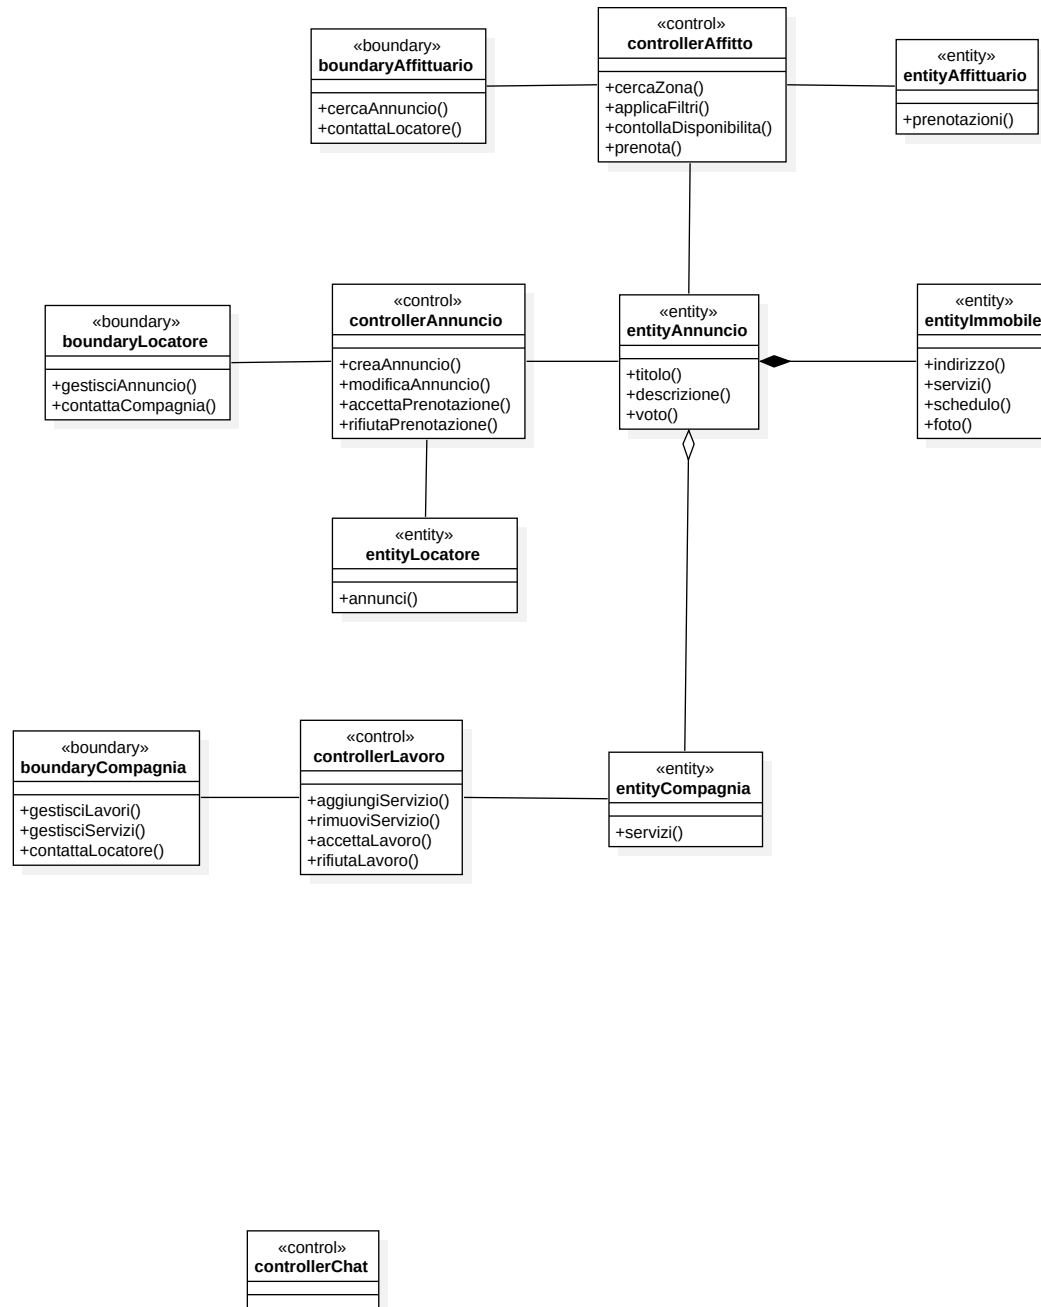 «boundary»
boundaryAffittuario
+cercaAnnuncio()
+contattaLocatore()
«control»
controllerAffitto
+cercaZona()
+applicaFiltri()
+contollaDisponibilita()
+prenota()
«entity»
entityAffittuario
+prenotazioni()
«boundary»
boundaryLocatore
+gestisciAnnuncio()
+contattaCompagnia()
«control»
controllerAnnuncio
+creaAnnuncio()
+modificaAnnuncio()
+accettaPrenotazione()
+rifiutaPrenotazione()
«entity»
entityAnnuncio
+titolo()
+descrizione()
+voto()
«entity»
entityImmobile
+indirizzo()
+servizi()
+schedulo()
+foto()
«entity»
entityLocatore
+annunci()
«boundary»
boundaryCompagnia
+gestisciLavori()
+gestisciServizi()
+contattaLocatore()
«control»
controllerLavoro
+aggiungiServizio()
+rimuoviServizio()
+accettaLavoro()
+rifiutaLavoro()
«entity»
entityCompagnia
+servizi()
«control»
controllerChat